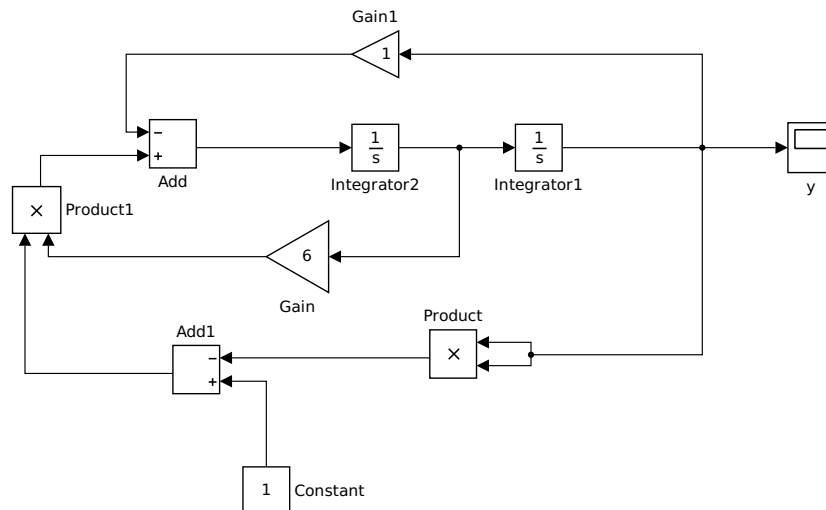 Gain1
1
−
+
Add
1
s
Integrator2
1
s
Integrator1
y
×
Product1
6
Gain
Product
×
Add1
−
+
1
Constant